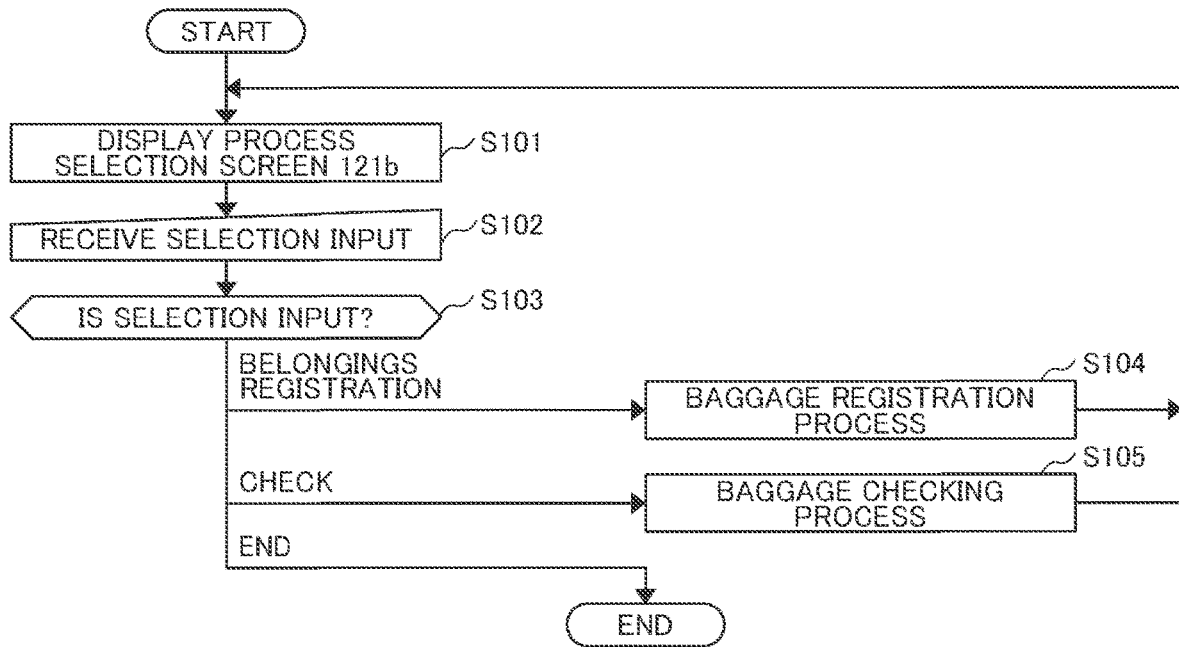 START
DISPLAY PROCESS
SELECTION SCREEN 121b
S101
RECEIVE SELECTION INPUT
S102
IS SELECTION INPUT?
S103
BELONGINGS
REGISTRATION
BAGGAGE REGISTRATION
PROCESS
S104
CHECK
BAGGAGE CHECKING
PROCESS
S105
END
END